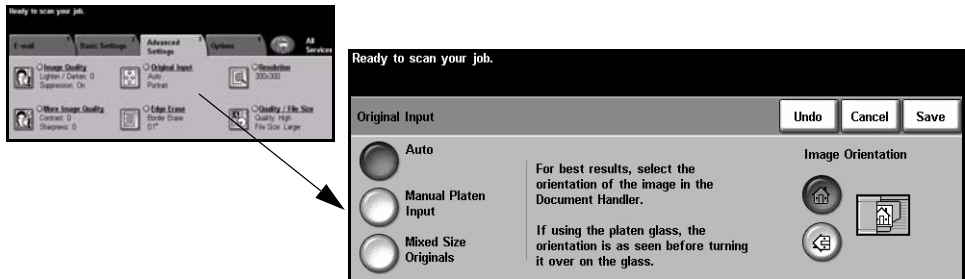 Ready to scan your job.
E-mail
Basic Settings
Advanced
Settings
Options
All
Services
Image Quality
Lighten / Darken: 0
Suppression: On
Original Input
Auto
Portrait
Resolution
300x300
More Image Quality
Contrast: 0
Sharpness: 0
Edge Erase
Border Erase
0.1"
Quality / File Size
Quality: High
File Size: Larger
Ready to scan your job.
Original Input
Undo
Cancel
Save
Auto
Manual Platen
Input
Mixed Size
Originals
For best results, select the
orientation of the image in the
Document Handler.
If using the platen glass, the
orientation is as seen before turning
it over on the glass.
Image Orientation